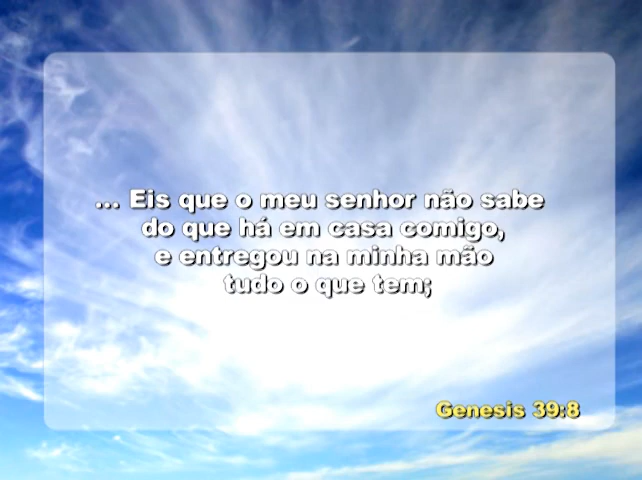 ... Eis que o meu senhor não sabe
do que há em casa comigo,
e entregou na minha mão
tudo o que tem;
Genesis 39:8